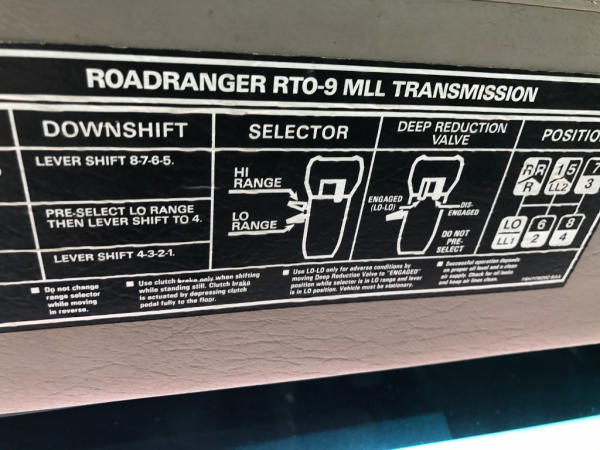 ROADRANGER RTO-9 MLL TRANSMISSION
DOWNSHIFT
LEVER SHIFT 8-7-6-5.
PRE-SELECT LO RANGE
THEN LEVER SHIFT TO 4.
LEVER SHIFT 4-3-2-1.
SELECTOR
HI
RANGE
LO
RANGE
DEEP REDUCTION
VALVE
ENGAGED
(LO-LO)
DIS-
ENGAGED
DO NOT
PRE-
SELECT
POSITIO
R R 1 5 7
R LL2 3
LO 6 8
LL1 2 4
■ Do not change
range selector
while moving
in reverse.
■ Use clutch brake only when shifting
while standing still. Clutch brake
is actuated by depressing clutch
pedal fully to the floor.
■ Use LO-LO only for adverse conditions by
moving Deep Reduction Valve to "ENGAGED"
position while selector is in LO range and lever
is in LO position. Vehicle must be stationary.
■ Successful operation depends
on proper oil level and a clean
air supply. Check for oil leaks
and keep air lines clean.